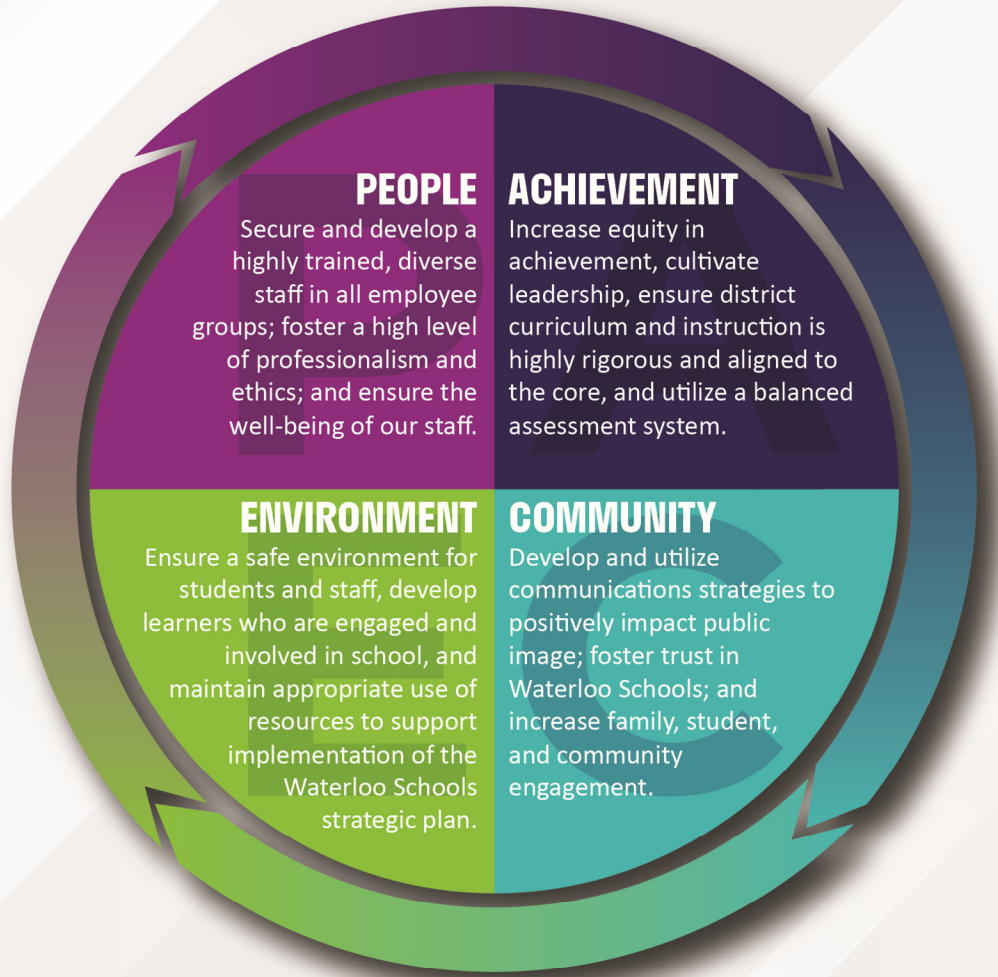 PEOPLE
Secure and develop a
highly trained, diverse
staff in all employee
groups; foster a high level
of professionalism and
ethics; and ensure the
well-being of our staff.
ACHIEVEMENT
Increase equity in
achievement, cultivate
leadership, ensure district
curriculum and instruction is
highly rigorous and aligned to
the core, and utilize a balanced
assessment system.
ENVIRONMENT
Ensure a safe environment for
students and staff, develop
learners who are engaged and
involved in school, and
maintain appropriate use of
resources to support
implementation of the
Waterloo Schools
strategic plan.
COMMUNITY
Develop and utilize
communications strategies to
positively impact public
image; foster trust in
Waterloo Schools; and
increase family, student,
and community
engagement.
P
A
E
C